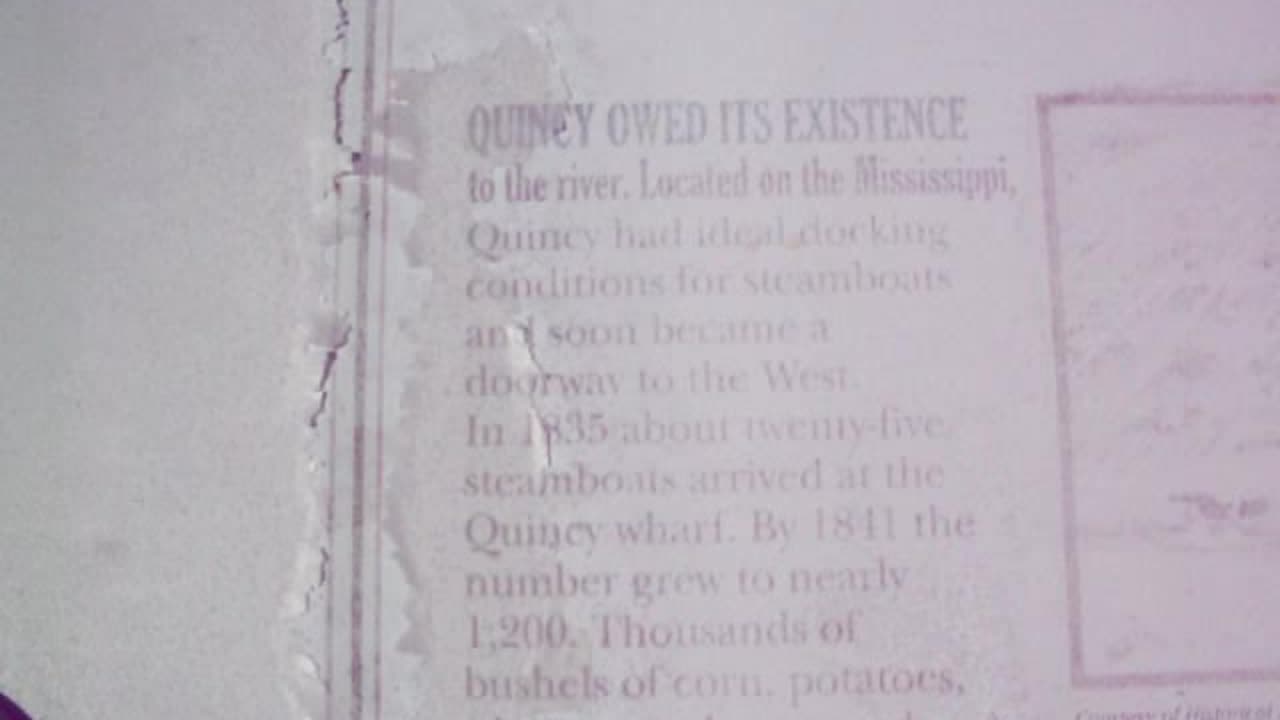 QUINCY OWED ITS EXISTENCE
to the river. Located on the Mississippi,
Quincy had ideal docking
conditions for steamboats
and soon became a
doorway to the West.
In 1835 about twenty-five
steamboats arrived at the
Quincy wharf. By 1841 the
number grew to nearly
1,200. Thousands of
bushels of corn, potatoes,
Courtesy of